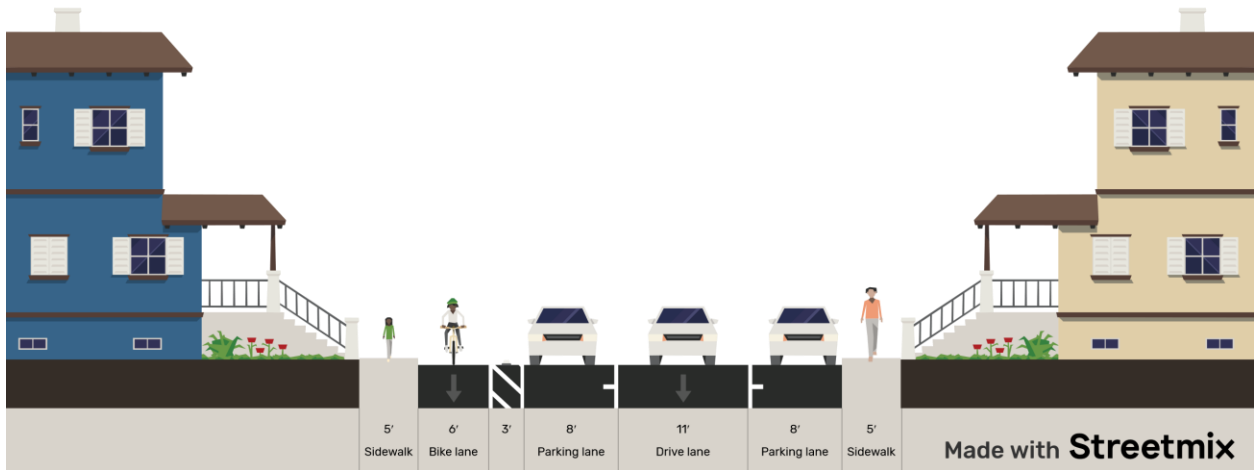 5′
Sidewalk
6′
Bike lane
3′
8′
Parking lane
11′
Drive lane
8′
Parking lane
5′
Sidewalk
Made with Streetmix